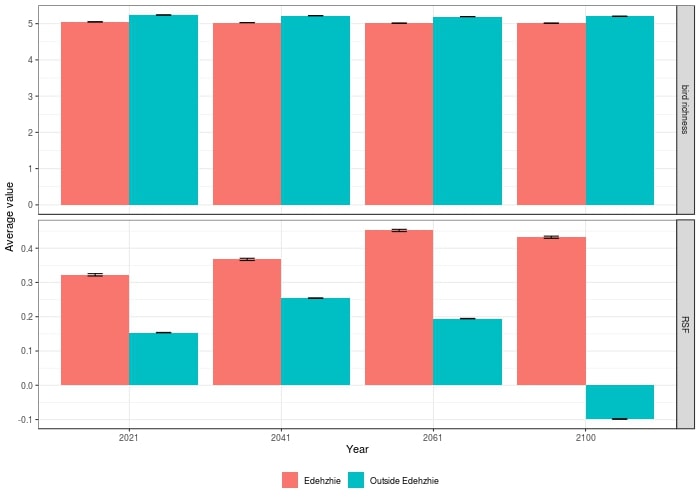 5
4
3
2
1
0
bird richness
Average value
0.4
0.3
0.2
0.1
0.0
-0.1
RSF
2021 2041 2061 2100
Year
Edehzhie Outside Edehzhie